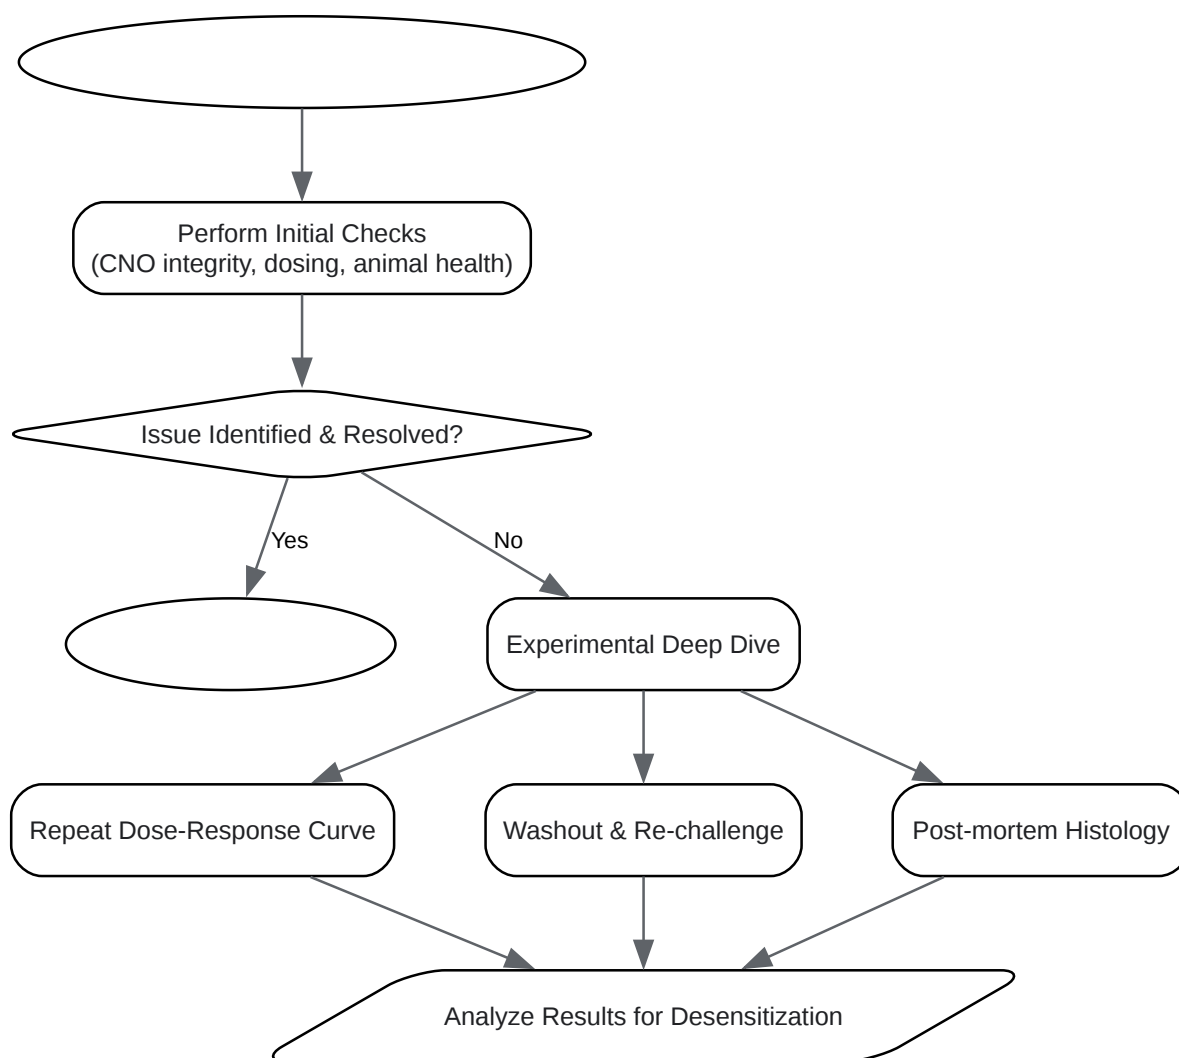 Perform Initial Checks
(CNO integrity, dosing, animal health)
Issue Identified & Resolved?
Yes
No
Experimental Deep Dive
Repeat Dose-Response Curve
Washout & Re-challenge
Post-mortem Histology
Analyze Results for Desensitization